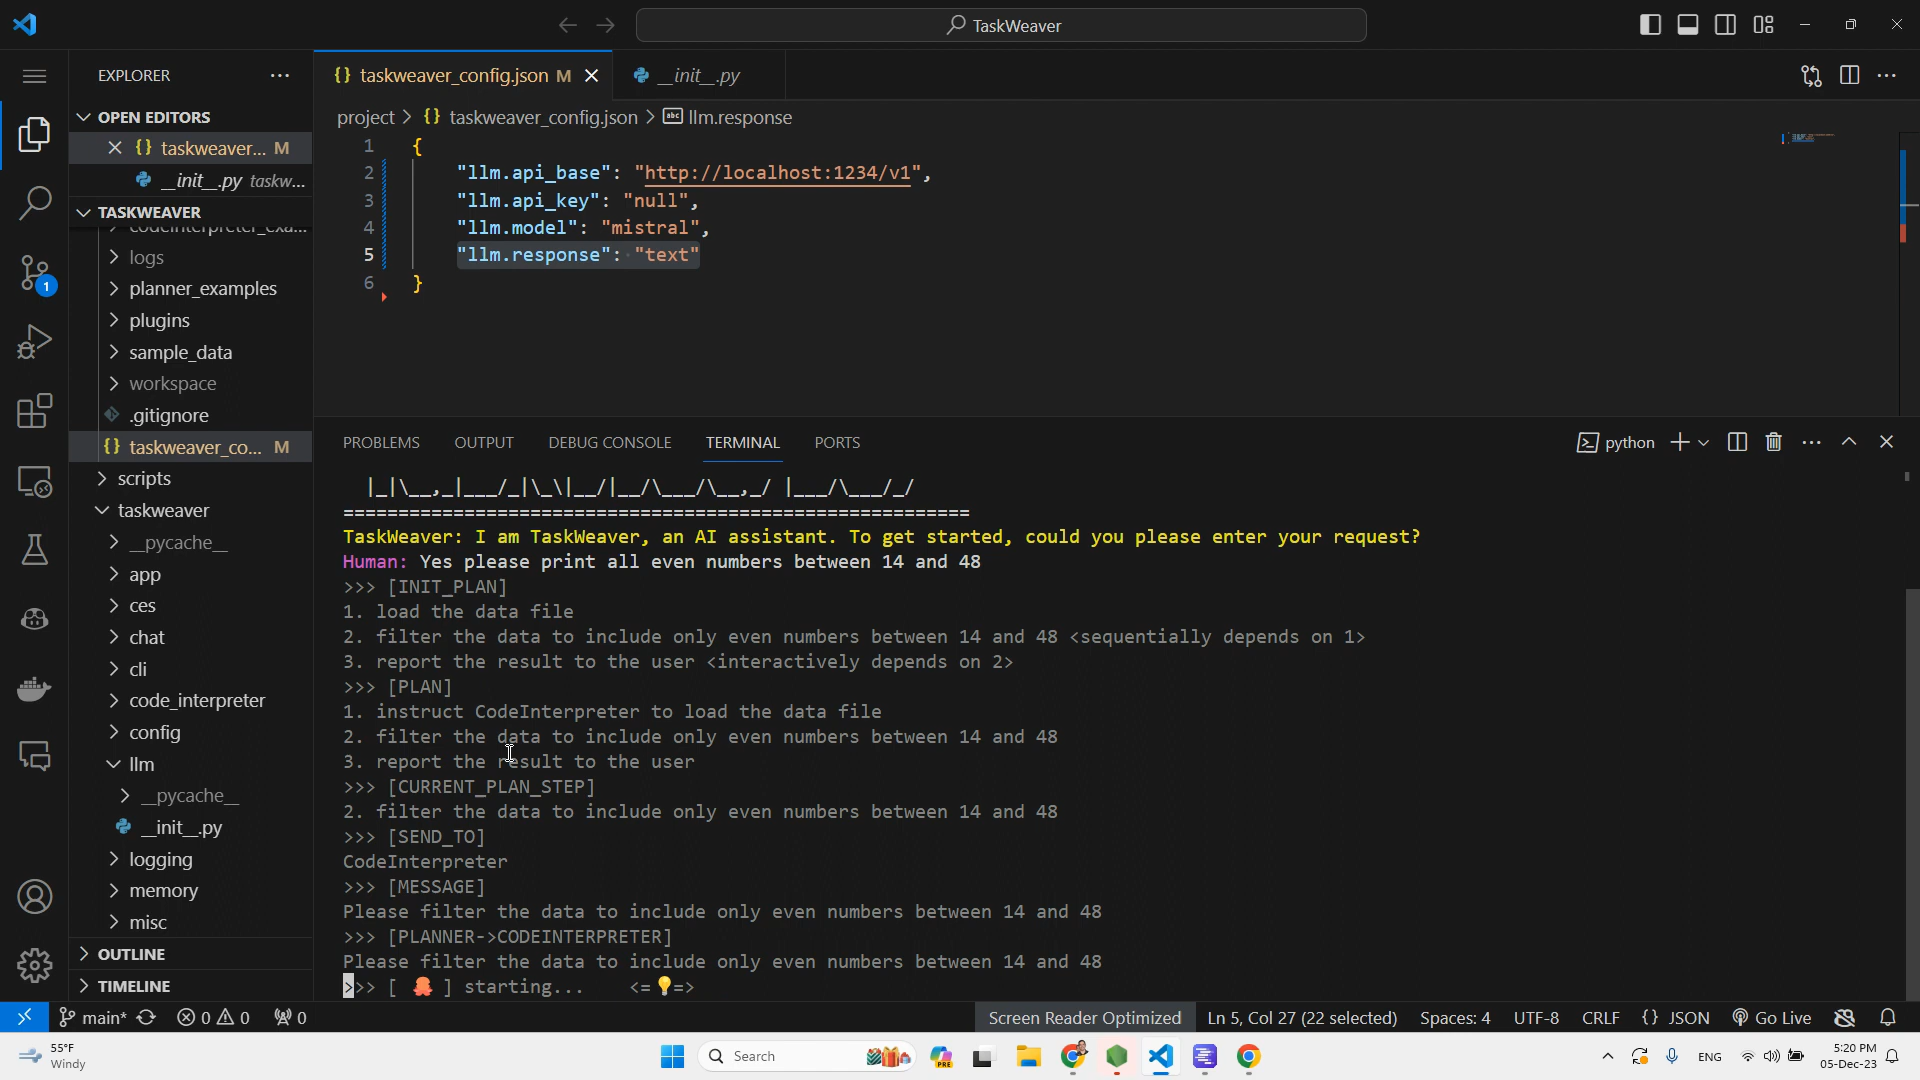 TaskWeaver
EXPLORER
OPEN EDITORS
taskweaver... M
__init__.py taskw...
TASKWEAVER
codeinterpreter_exa...
logs
planner_examples
plugins
sample_data
workspace
.gitignore
taskweaver_co... M
scripts
taskweaver
__pycache__
app
ces
chat
cli
code_interpreter
config
llm
__pycache__
__init__.py
logging
memory
misc
OUTLINE
TIMELINE
taskweaver_config.json M
__init__.py
project > {} taskweaver_config.json > abc llm.response
1 {
2 "llm.api_base": "http://localhost:1234/v1",
3 "llm.api_key": "null",
4 "llm.model": "mistral",
5 "llm.response": "text"
6 }
PROBLEMS OUTPUT DEBUG CONSOLE TERMINAL PORTS
python
|_|\__,_|___/_|\_\|__/|__/\___/\__,_/ |___/\___/_/
=========================================================
TaskWeaver: I am TaskWeaver, an AI assistant. To get started, could you please enter your request?
Human: Yes please print all even numbers between 14 and 48
>>> [INIT_PLAN]
1. load the data file
2. filter the data to include only even numbers between 14 and 48 <sequentially depends on 1>
3. report the result to the user <interactively depends on 2>
>>> [PLAN]
1. instruct CodeInterpreter to load the data file
2. filter the data to include only even numbers between 14 and 48
3. report the result to the user
>>> [CURRENT_PLAN_STEP]
2. filter the data to include only even numbers between 14 and 48
>>> [SEND_TO]
CodeInterpreter
>>> [MESSAGE]
Please filter the data to include only even numbers between 14 and 48
>>> [PLANNER->CODEINTERPRETER]
Please filter the data to include only even numbers between 14 and 48
>>> [ 🐙 ] starting... <=💡=>
1
main* 0 0 0
Screen Reader Optimized Ln 5, Col 27 (22 selected) Spaces: 4 UTF-8 CRLF {} JSON Go Live
55°F
Windy
Search
PRE
ENG
5:20 PM
05-Dec-23